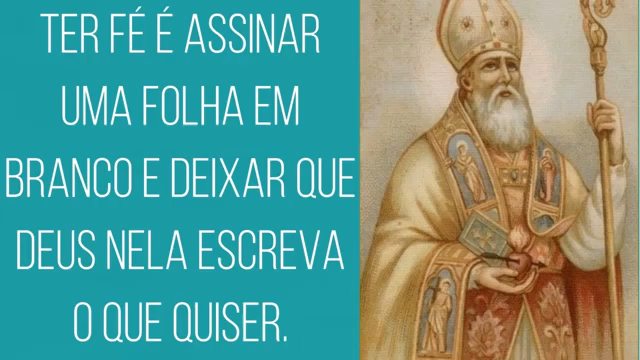 TER FÉ É ASSINAR
UMA FOLHA EM
BRANCO E DEIXAR QUE
DEUS NELA ESCREVA
O QUE QUISER.